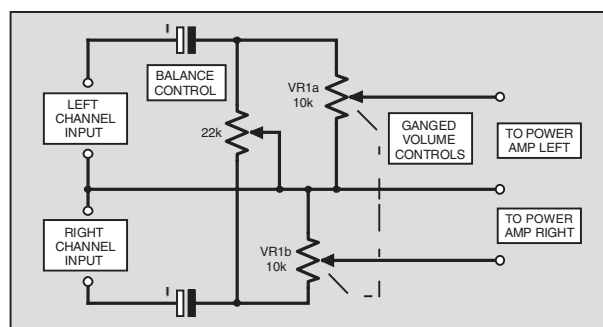 BALANCE
CONTROL
VR1a
10k
LEFT
CHANNEL
INPUT
22k
GANGED
VOLUME
CONTROLS
TO POWER
AMP LEFT
RIGHT
CHANNEL
INPUT
VR1b
10k
TO POWER
AMP RIGHT